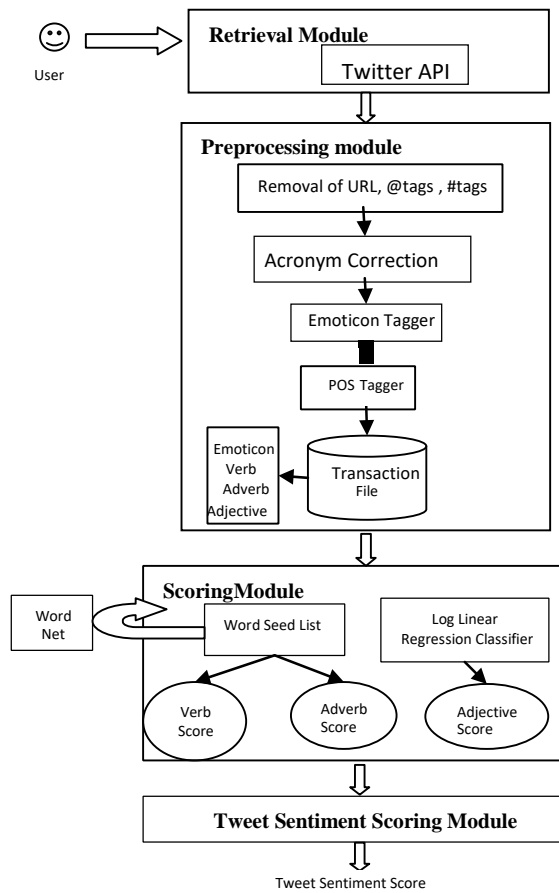 Retrieval Module
Twitter API
User
Preprocessing module
Removal of URL, @tags , #tags
Acronym Correction
Emoticon Tagger
POS Tagger
Emoticon
Verb
Adverb
Adjective
Transaction
File
ScoringModule
Word
Net
Word Seed List
Log Linear
Regression Classifier
Verb
Score
Adverb
Score
Adjective
Score
Tweet Sentiment Scoring Module
Tweet Sentiment Score